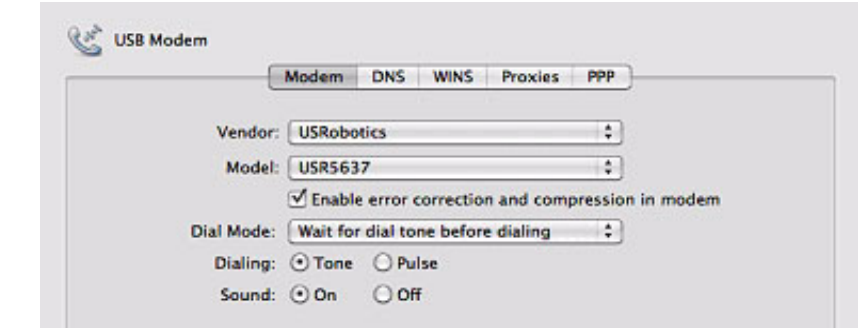 USB Modem
Modem DNS WINS Proxies PPP
Vendor: USRobotics
Model: USR5637
Enable error correction and compression in modem
Dial Mode: Wait for dial tone before dialing
Dialing: Tone Pulse
Sound: On Off